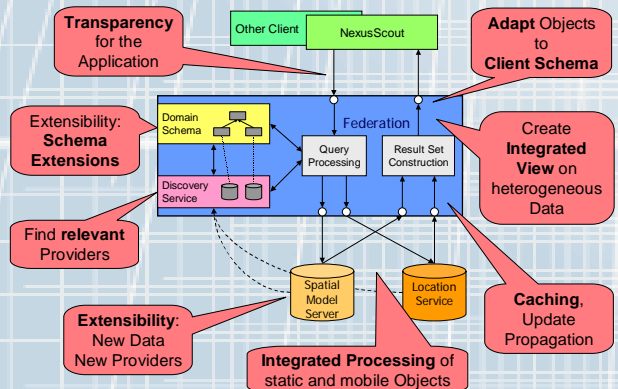 Transparency
for the
Application
Other Client
NexusScout
Adapt Objects
to
Client Schema
Extensibility:
Schema
Extensions
Domain
Schema
Federation
Query
Processing
Result Set
Construction
Create
Integrated
View on
heterogeneous
Data
Discovery
Service
Find relevant
Providers
Spatial
Model
Server
Location
Service
Caching,
Update
Propagation
Extensibility:
New Data
New Providers
Integrated Processing of
static and mobile Objects